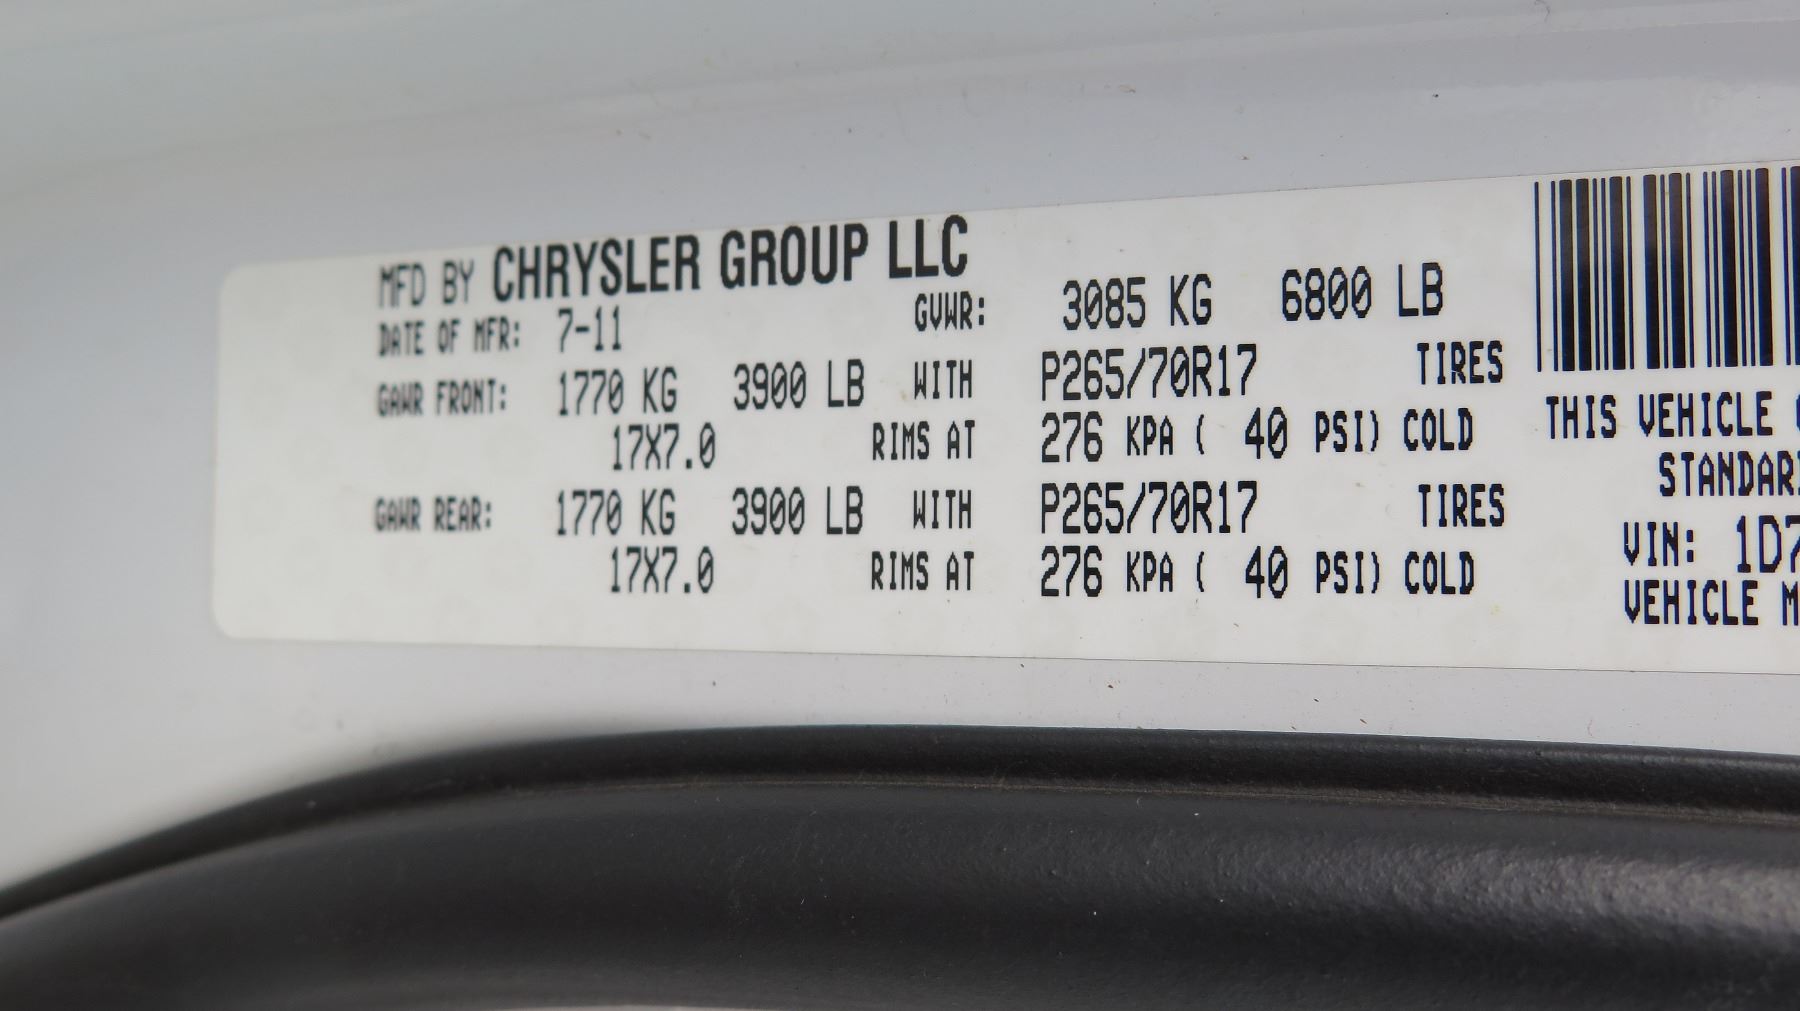 MFD BY CHRYSLER GROUP LLC
DATE OF MFR: 7-11 GVWR: 3085 KG 6800 LB
GAWR FRONT: 1770 KG 3900 LB WITH P265/70R17 TIRES
17X7.0 RIMS AT 276 KPA ( 40 PSI) COLD
GAWR REAR: 1770 KG 3900 LB WITH P265/70R17 TIRES
17X7.0 RIMS AT 276 KPA ( 40 PSI) COLD
THIS VEHICLE
STANDAR
VIN: 1D7
VEHICLE M